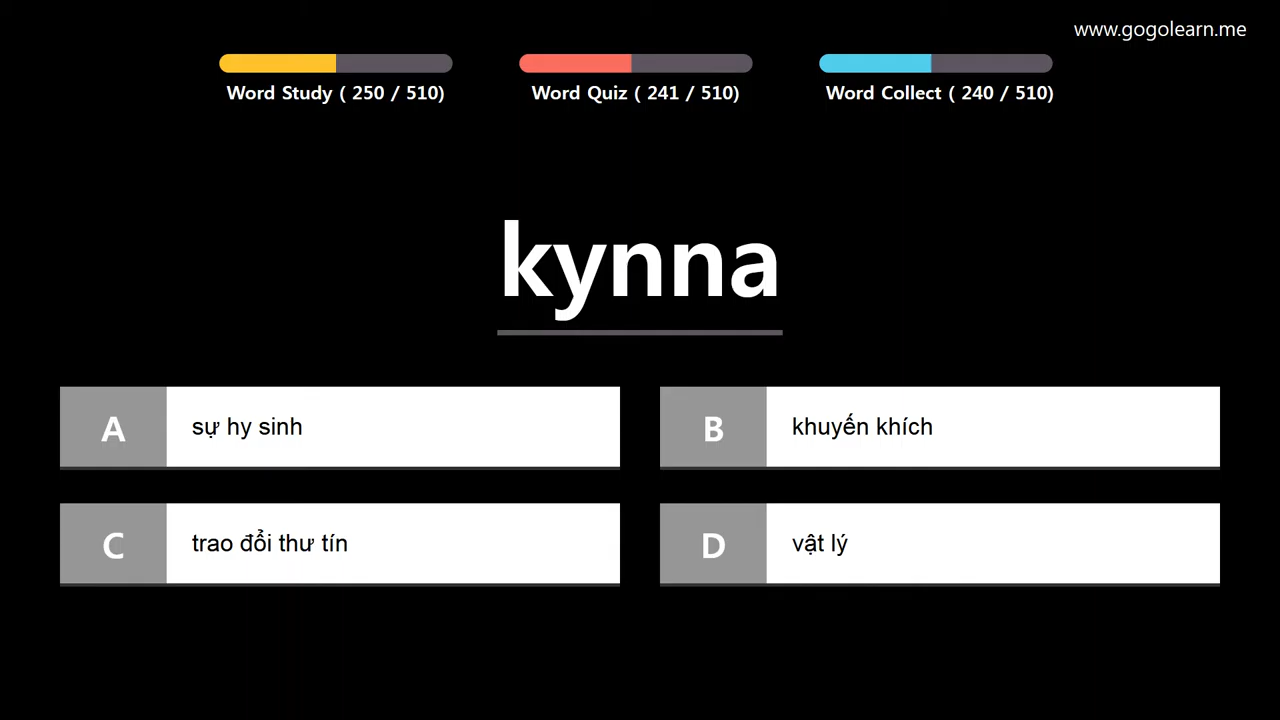 www.gogolearn.me
Word Study ( 250 / 510)
Word Quiz ( 241 / 510)
Word Collect ( 240 / 510)
kynna
A
sự hy sinh
B
khuyến khích
C
trao đổi thư tín
D
vật lý